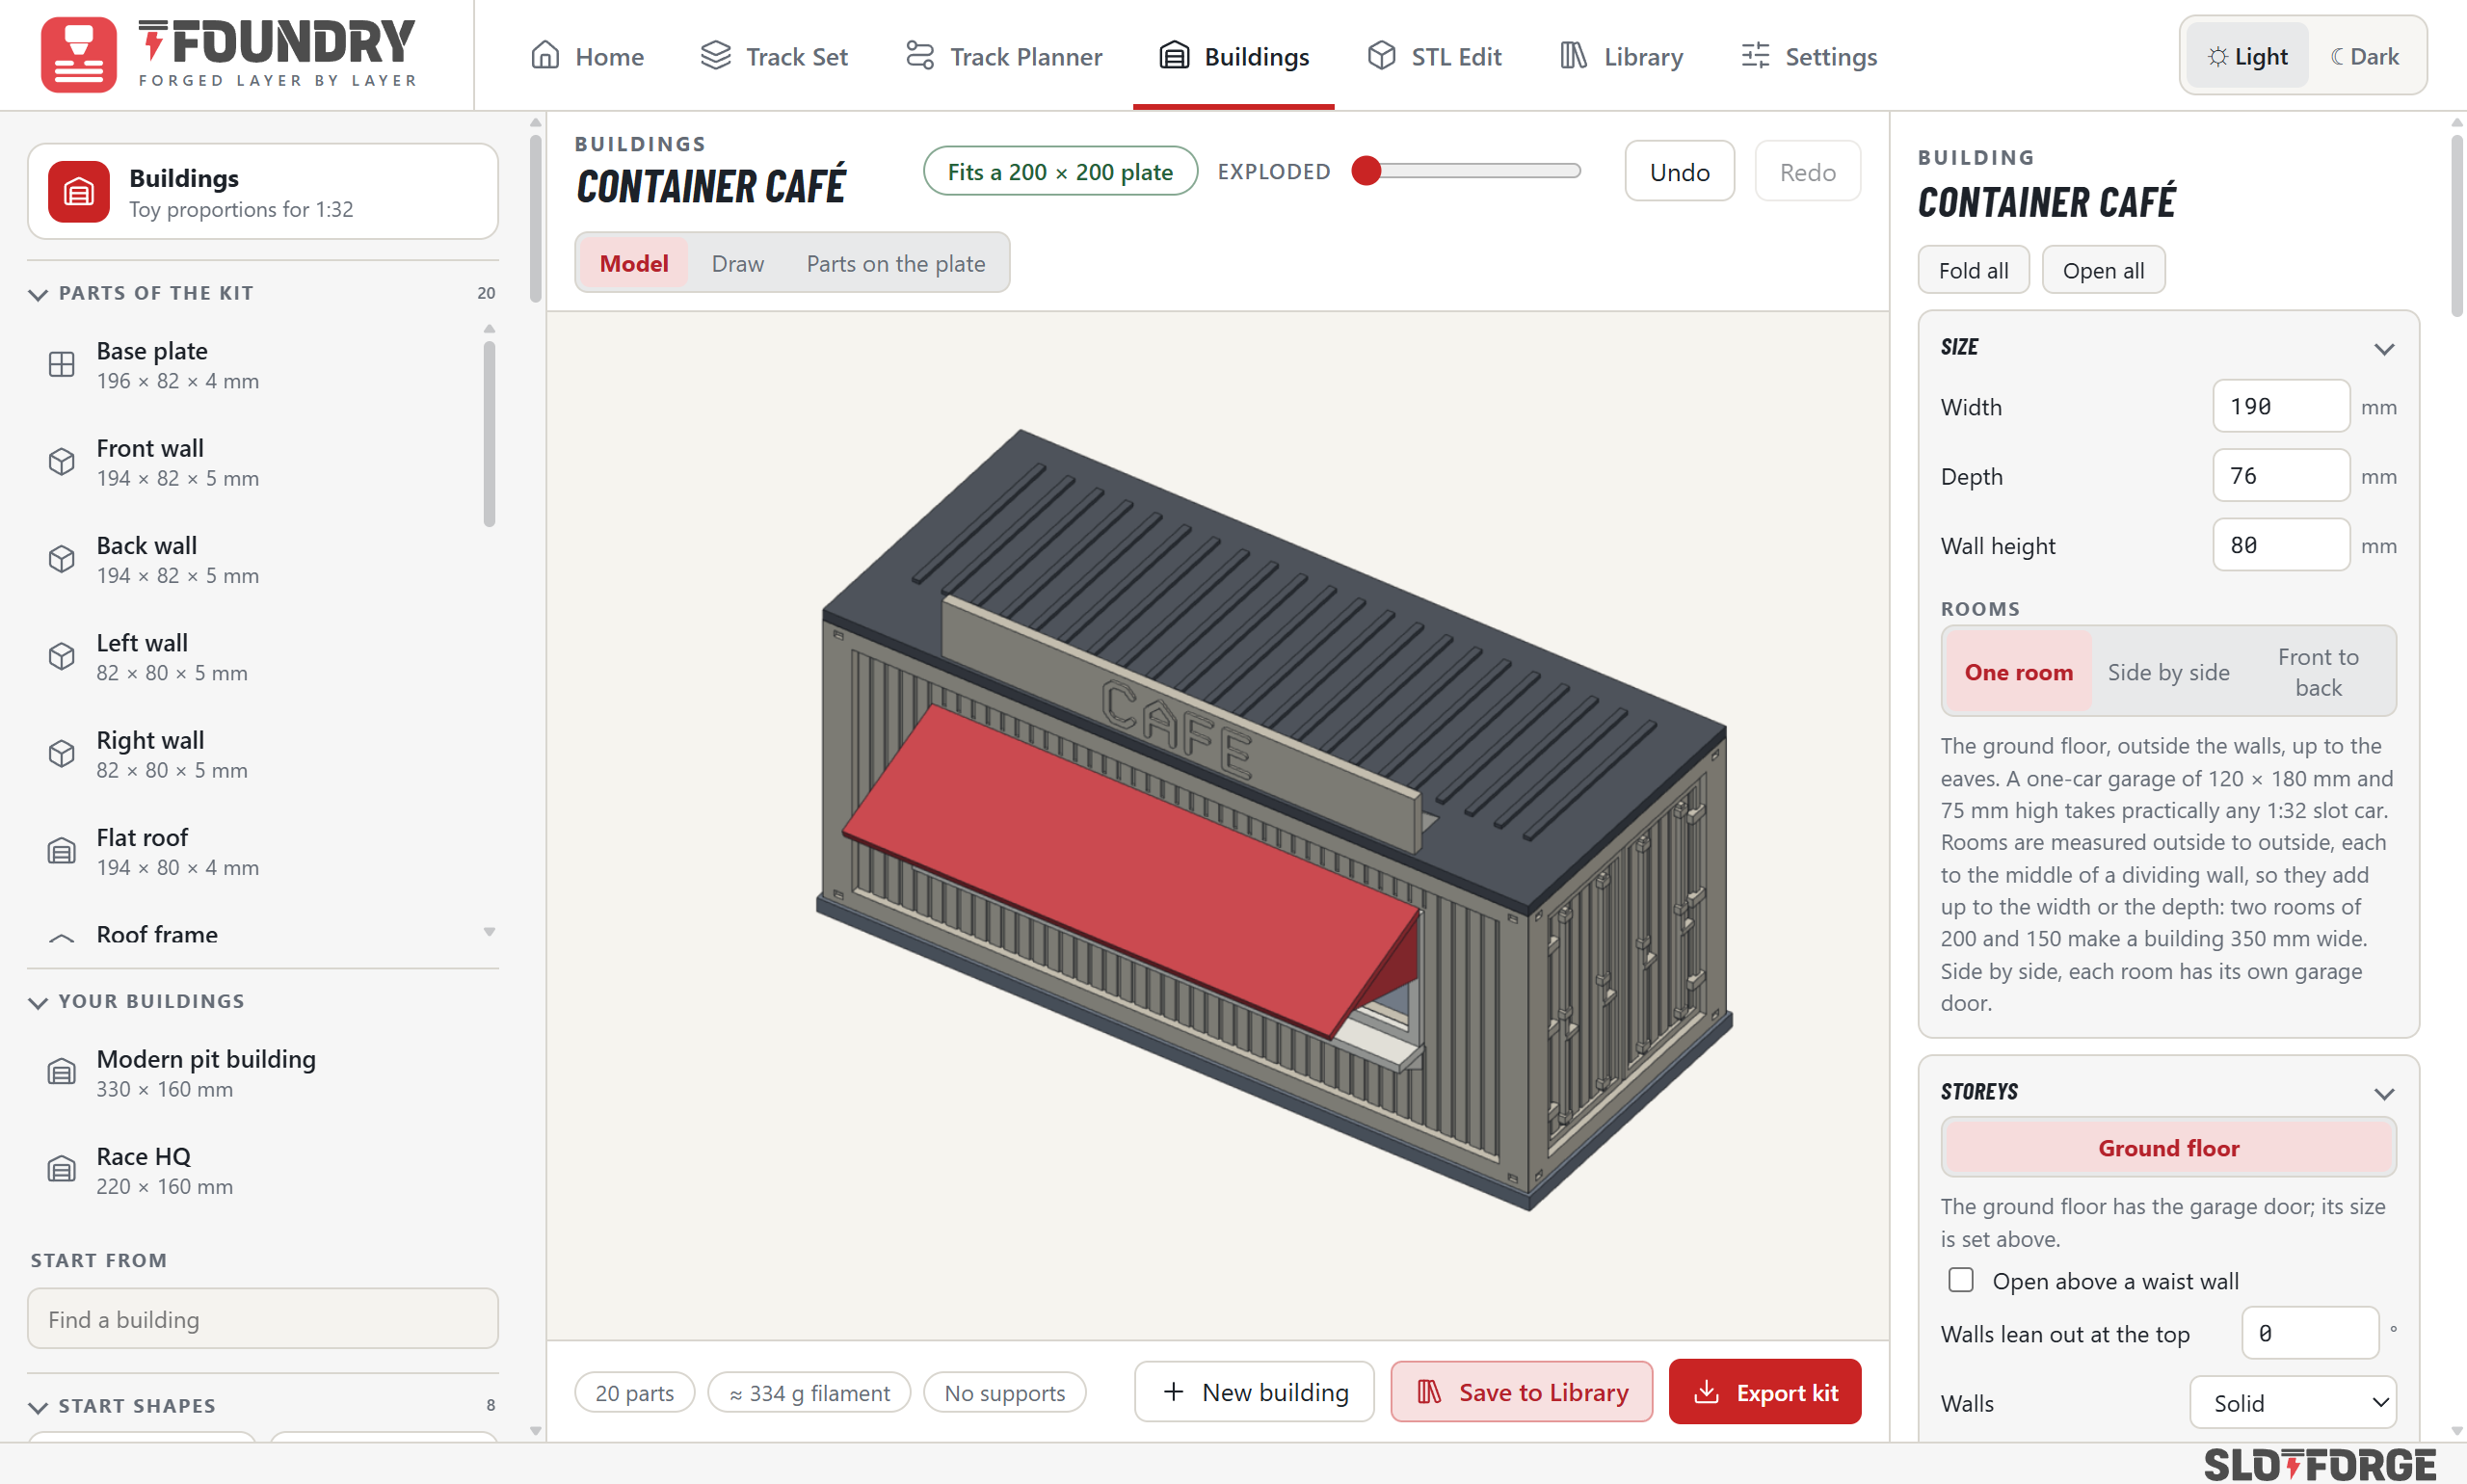 FOUNDRY
FORGED LAYER BY LAYER
Home
Track Set
Track Planner
Buildings
STL Edit
Library
Settings
Light
Dark
Buildings
Toy proportions for 1:32
PARTS OF THE KIT
20
Base plate
196 × 82 × 4 mm
Front wall
194 × 82 × 5 mm
Back wall
194 × 82 × 5 mm
Left wall
82 × 80 × 5 mm
Right wall
82 × 80 × 5 mm
Flat roof
194 × 80 × 4 mm
Roof frame
YOUR BUILDINGS
Modern pit building
330 × 160 mm
Race HQ
220 × 160 mm
START FROM
Find a building
START SHAPES
8
BUILDINGS
CONTAINER CAFÉ
Fits a 200 × 200 plate
EXPLODED
Undo
Redo
Model
Draw
Parts on the plate
CAFE
20 parts
≈ 334 g filament
No supports
New building
Save to Library
Export kit
BUILDING
CONTAINER CAFÉ
Fold all
Open all
SIZE
Width
190
mm
Depth
76
mm
Wall height
80
mm
ROOMS
One room
Side by side
Front to
back
The ground floor, outside the walls, up to the
eaves. A one-car garage of 120 × 180 mm and
75 mm high takes practically any 1:32 slot car.
Rooms are measured outside to outside, each
to the middle of a dividing wall, so they add
up to the width or the depth: two rooms of
200 and 150 make a building 350 mm wide.
Side by side, each room has its own garage
door.
STOREYS
Ground floor
The ground floor has the garage door; its size
is set above.
Open above a waist wall
Walls lean out at the top
0
°
Walls
Solid
SLOTFORGE